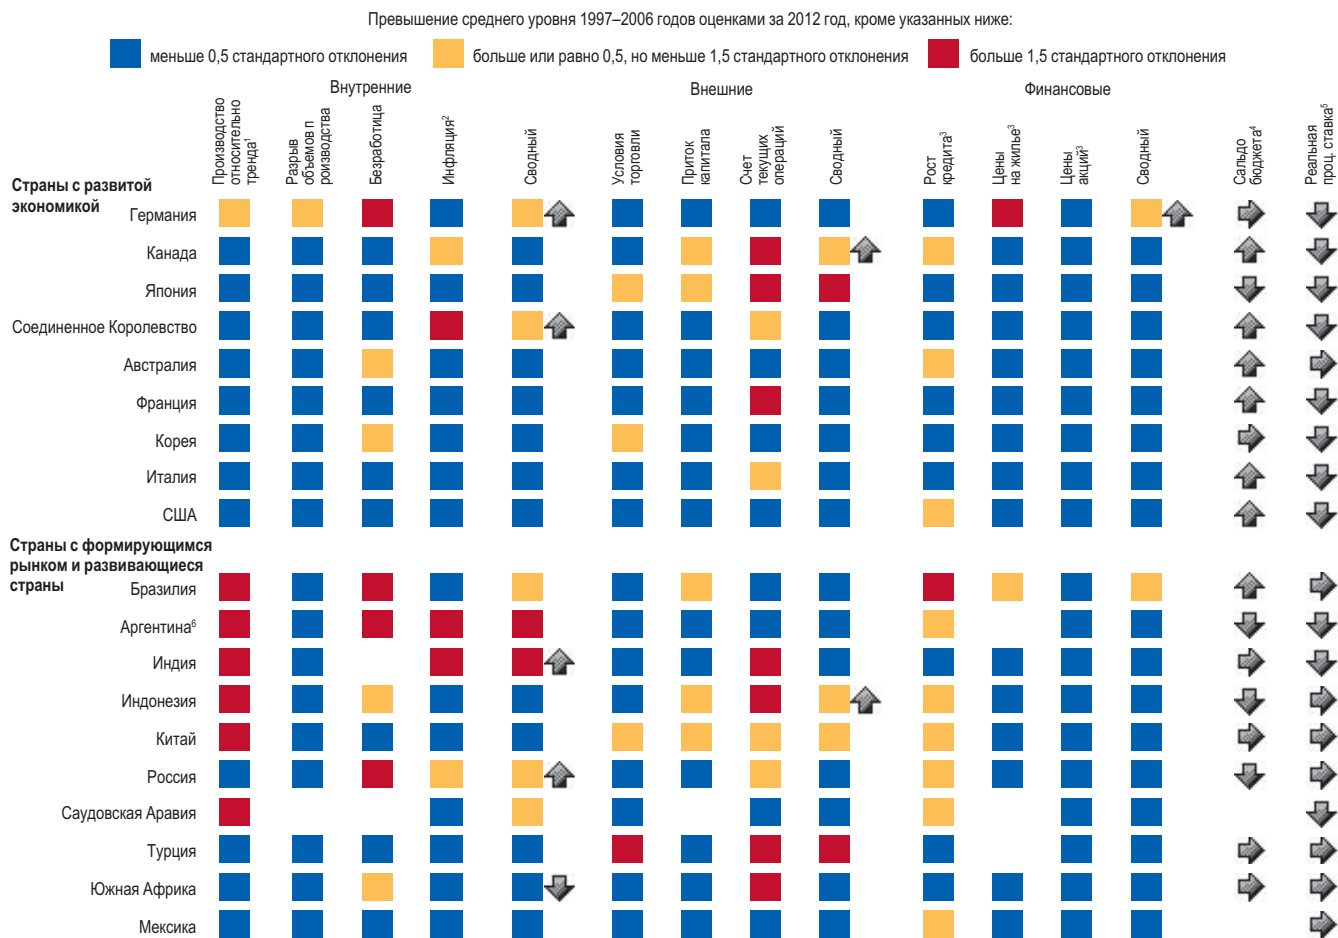 Превышение среднего уровня 1997–2006 годов оценками за 2012 год, кроме указанных ниже:
меньше 0,5 стандартного отклонения
больше или равно 0,5, но меньше 1,5 стандартного отклонения
больше 1,5 стандартного отклонения
Внутренние
Внешние
Финансовые
Производство
относительно
тренда¹
Разрыв
объемов п
роизводства
Безработица
Инфляция²
Сводный
Условия
торговли
Приток
капитала
Счет
текущих
операций
Сводный
Рост
кредита³
Цены
на жилье³
Цены
акций³
Сводный
Сальдо
бюджета⁴
Реальная
проц. ставка⁵
Страны с развитой
экономикой
Германия
Канада
Япония
Соединенное Королевство
Австралия
Франция
Корея
Италия
США
Страны с формирующимся
рынком и развивающиеся
страны
Бразилия
Аргентина⁶
Индия
Индонезия
Китай
Россия
Саудовская Аравия
Турция
Южная Африка
Мексика